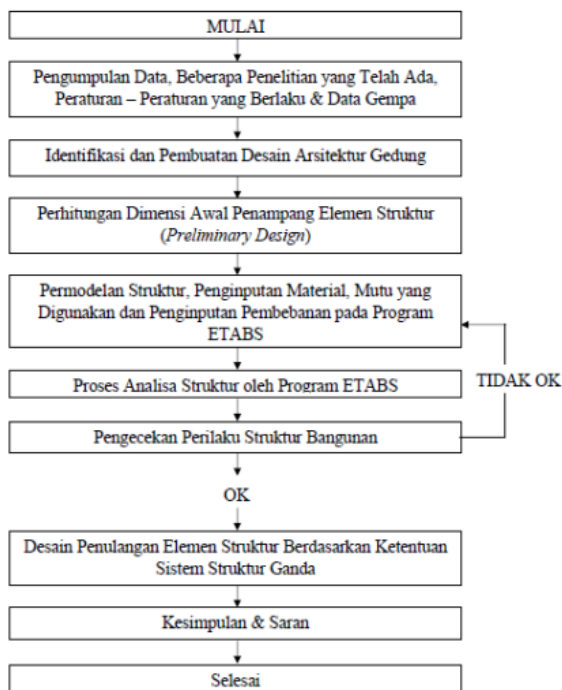 MULAI
Pengumpulan Data, Beberapa Penelitian yang Telah Ada,
Peraturan – Peraturan yang Berlaku & Data Gempa
Identifikasi dan Pembuatan Desain Arsitektur Gedung
Perhitungan Dimensi Awal Penampang Elemen Struktur
(Preliminary Design)
Permodelan Struktur, Penginputan Material, Mutu yang
Digunakan dan Penginputan Pembebanan pada Program
ETABS
Proses Analisa Struktur oleh Program ETABS
TIDAK OK
Pengecekan Perilaku Struktur Bangunan
OK
Desain Penulangan Elemen Struktur Berdasarkan Ketentuan
Sistem Struktur Ganda
Kesimpulan & Saran
Selesai